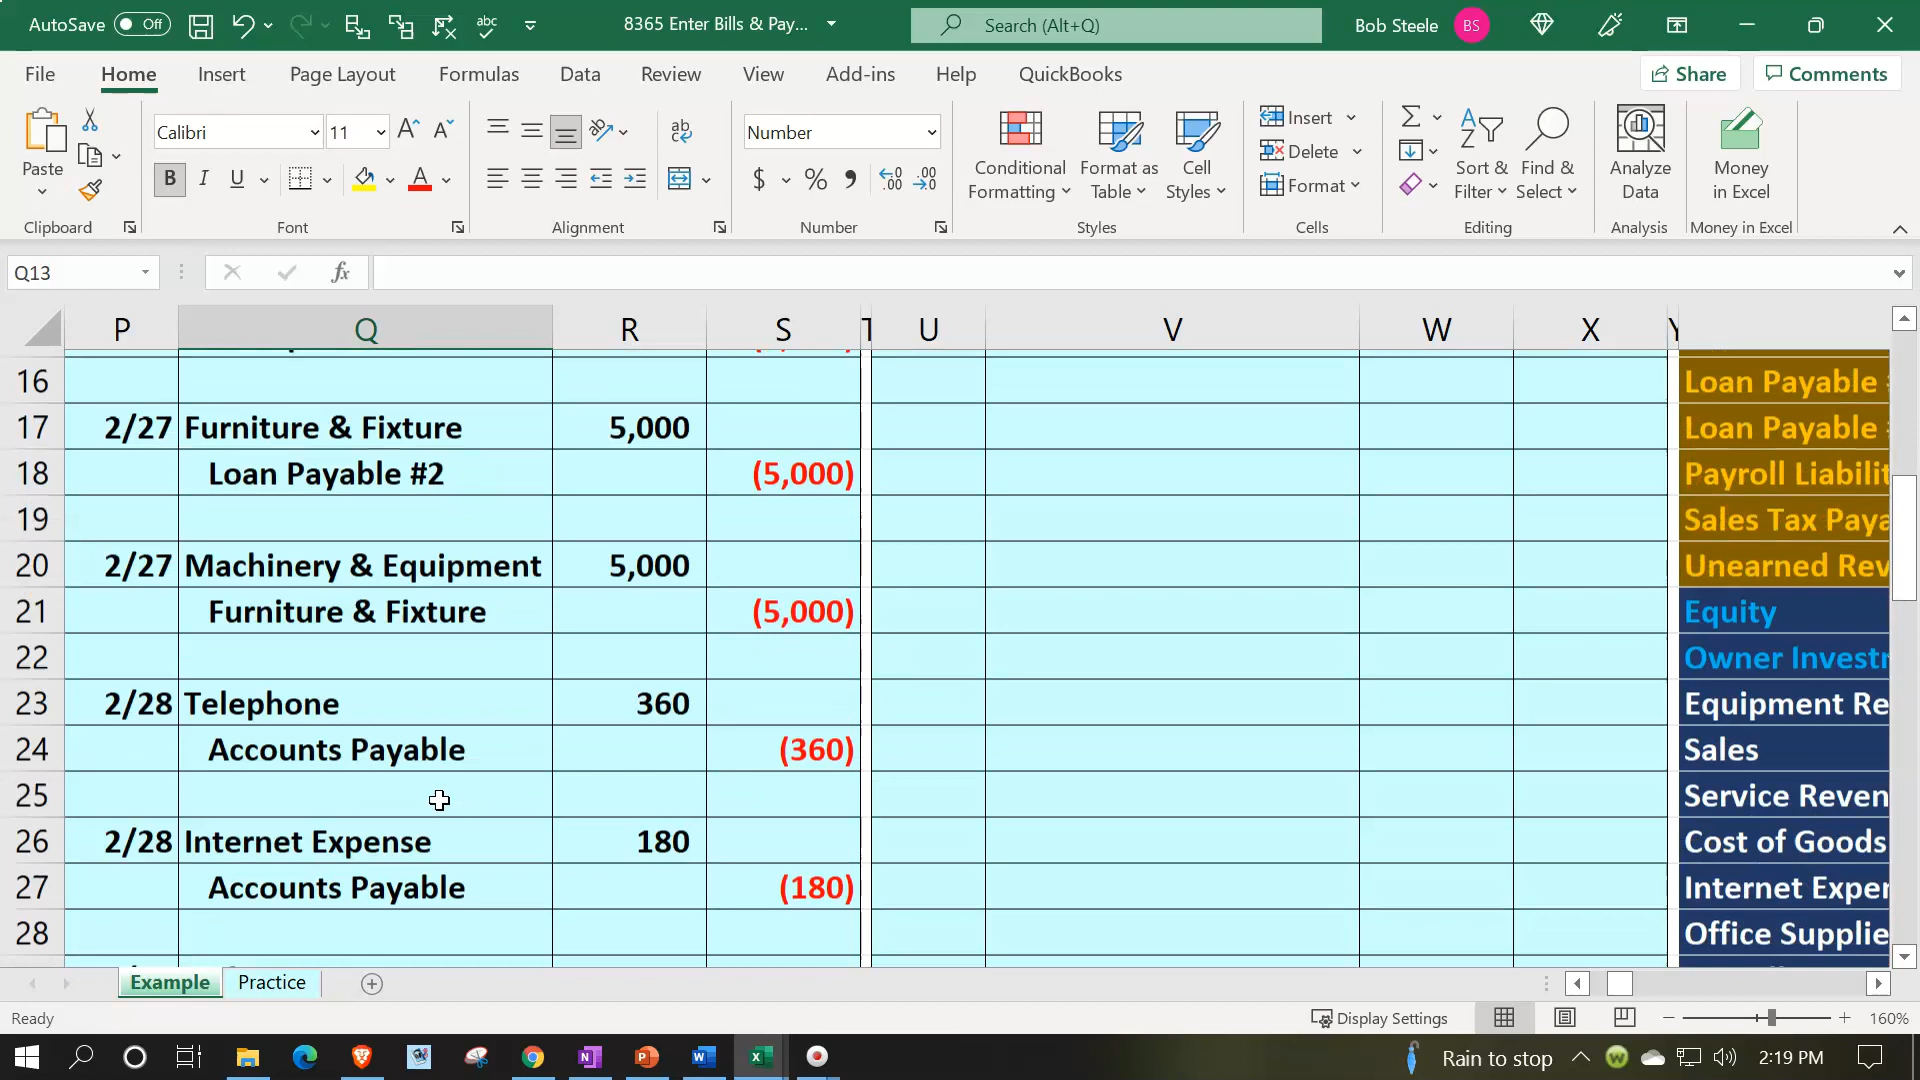 AutoSave Off
8365 Enter Bills & Pay...
Search (Alt+Q)
Bob Steele BS
File Home Insert Page Layout Formulas Data Review View Add-ins Help QuickBooks
Share Comments
Paste
Clipboard
Calibri 11
B I U
Font
ab
Alignment
Number
$ % 9
Number
Conditional Formatting
Format as Table
Cell Styles
Styles
Insert
Delete
Format
Cells
Sort & Filter
Find & Select
Editing
Analyze Data
Analysis
Money in Excel
Money in Excel
Q13
fx
P Q R S T U V W X Y
16 Loan Payable
17 2/27 Furniture & Fixture 5,000 Loan Payable
18 Loan Payable #2 (5,000) Payroll Liabilit
19 Sales Tax Paya
20 2/27 Machinery & Equipment 5,000 Unearned Rev
21 Furniture & Fixture (5,000) Equity
22 Owner Investr
23 2/28 Telephone 360 Equipment Re
24 Accounts Payable (360) Sales
25 Service Reven
26 2/28 Internet Expense 180 Cost of Goods
27 Accounts Payable (180) Internet Exper
28 Office Supplie
Example Practice
Ready
Display Settings
160%
Rain to stop
2:19 PM